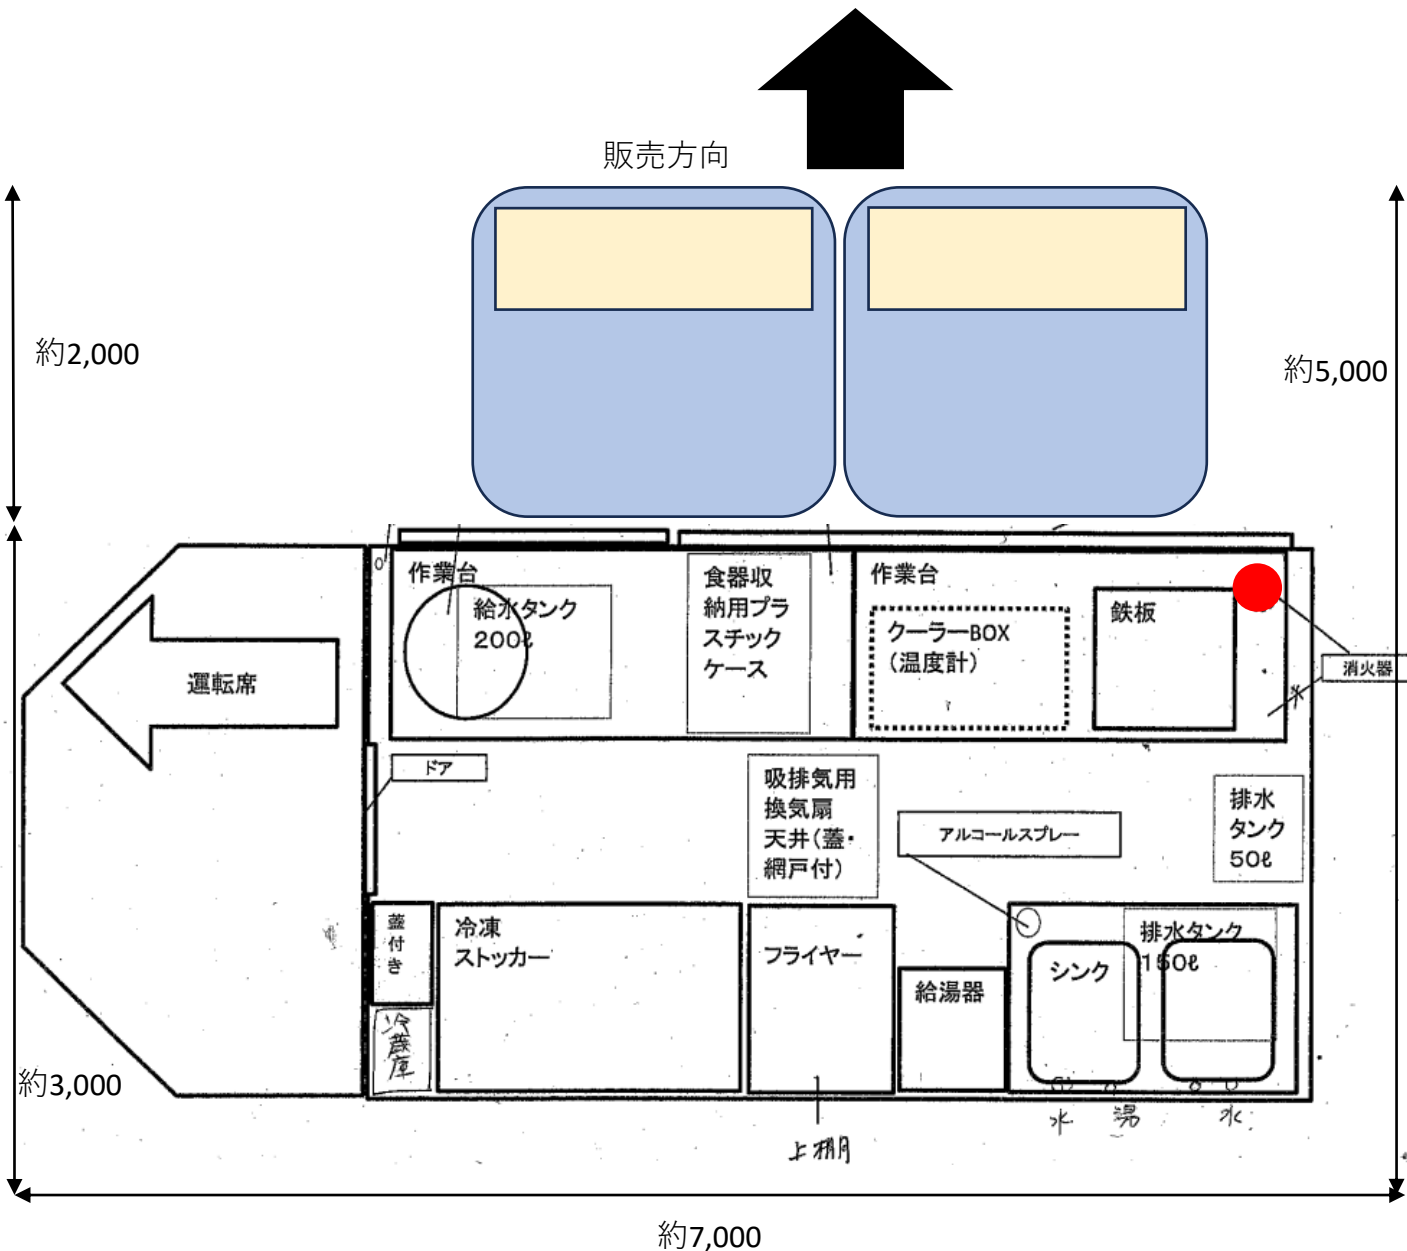 販売方向
約2,000
約5,000
作業台
給水タンク
200ℓ
食器収
納用プラ
スチック
ケース
作業台
クーラーBOX
(温度計)
鉄板
消火器
運転席
ドア
吸排気用
換気扇
天井(蓋・
網戸付)
アルコールスプレー
排水
タンク
50ℓ
蓋付き
冷蔵庫
冷凍
ストッカー
フライヤー
給湯器
シンク
排水タンク
150ℓ
約3,000
水 湯 水
上棚
約7,000